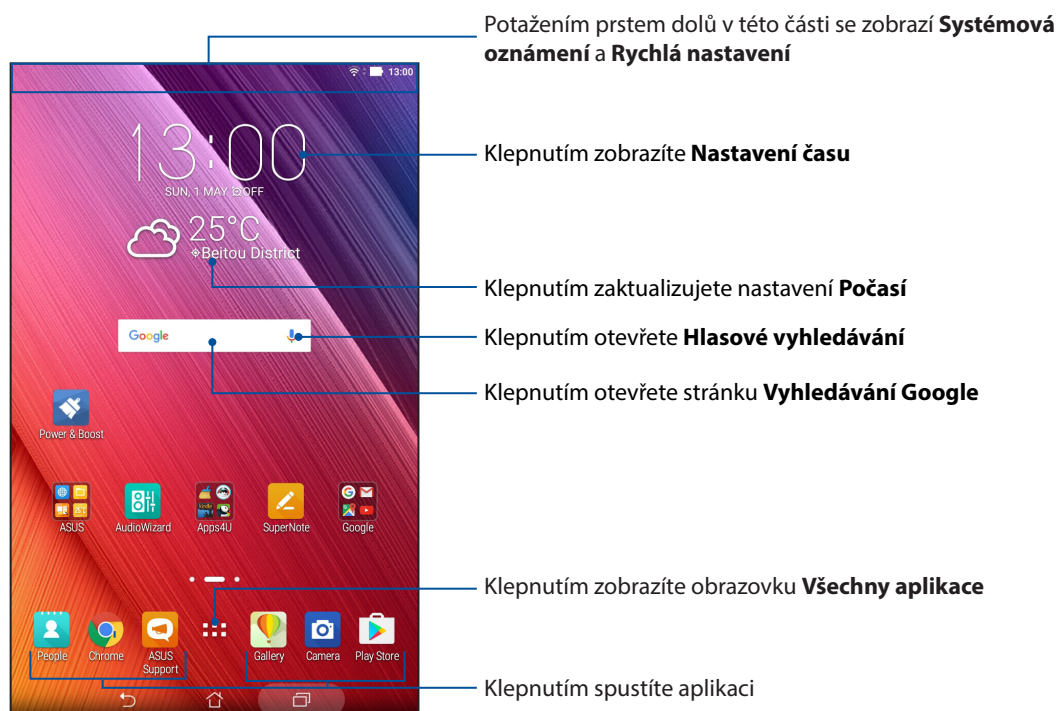 Potažením prstem dolů v této části se zobrazí Systémová
oznámení a Rychlá nastavení
13:00
13:00
Klepnutím zobrazíte Nastavení času
SUN, 1 MAY OFF
25°C
Beitou District
Klepnutím zaktualizujete nastavení Počasí
Google
Klepnutím otevřete Hlasové vyhledávání
Klepnutím otevřete stránku Vyhledávání Google
Power & Boost
ASUS
AudioWizard
Apps4U
SuperNote
Google
Klepnutím zobrazíte obrazovku Všechny aplikace
People
Chrome
ASUS
Support
Gallery
Camera
Play Store
Klepnutím spustíte aplikaci